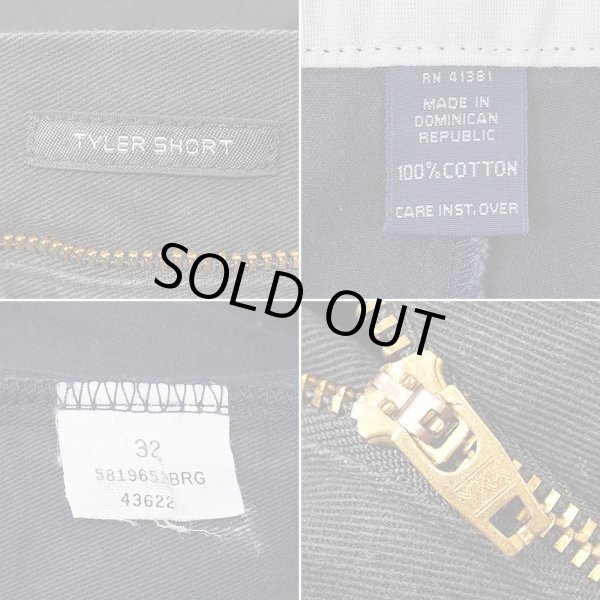 TYLER SHORT
RN 41381
MADE IN
DOMINICAN
REPUBLIC
100% COTTON
CARE INST. OVER
SOLD OUT
32
5819652BRG
43622